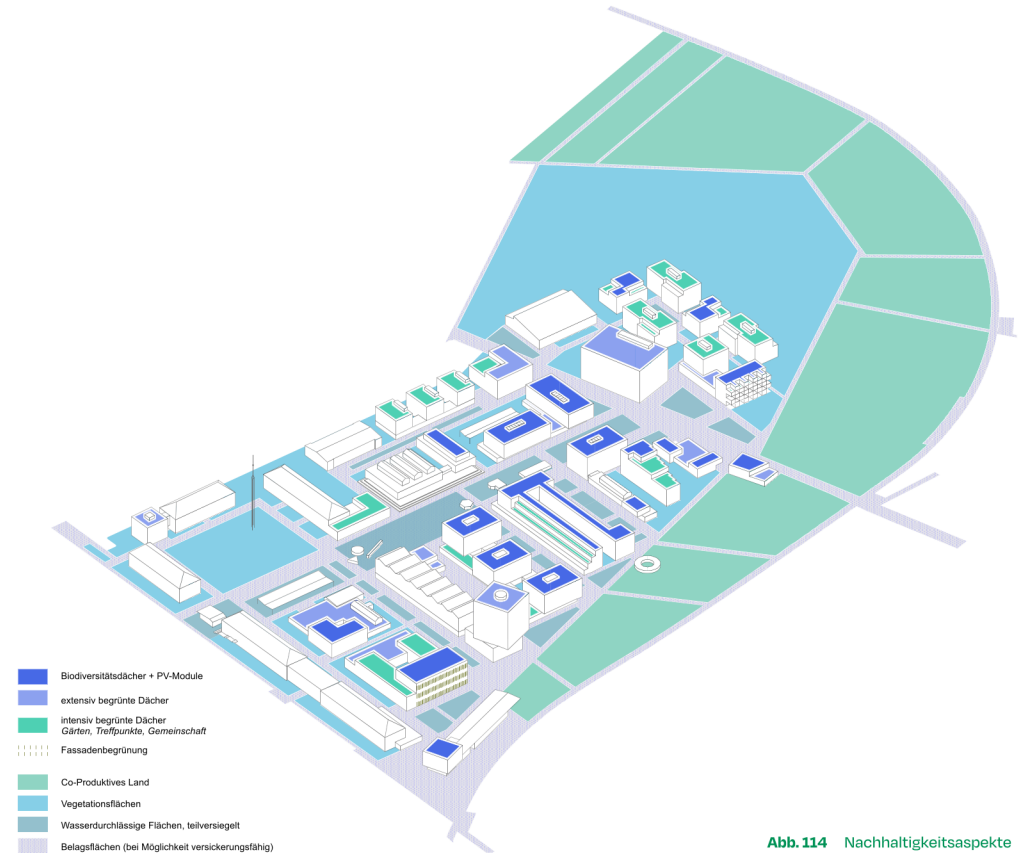 Biodiversitätsdächer + PV-Module
extensiv begrünte Dächer
intensiv begrünte Dächer
Gärten, Treffpunkte, Gemeinschaft
Fassadenbegrünung
Co-Produktives Land
Vegetationsflächen
Wasserdurchlässige Flächen, teilversiegelt
Belagsflächen (bei Möglichkeit versickerungsfähig)
Abb. 114 Nachhaltigkeitsaspekte